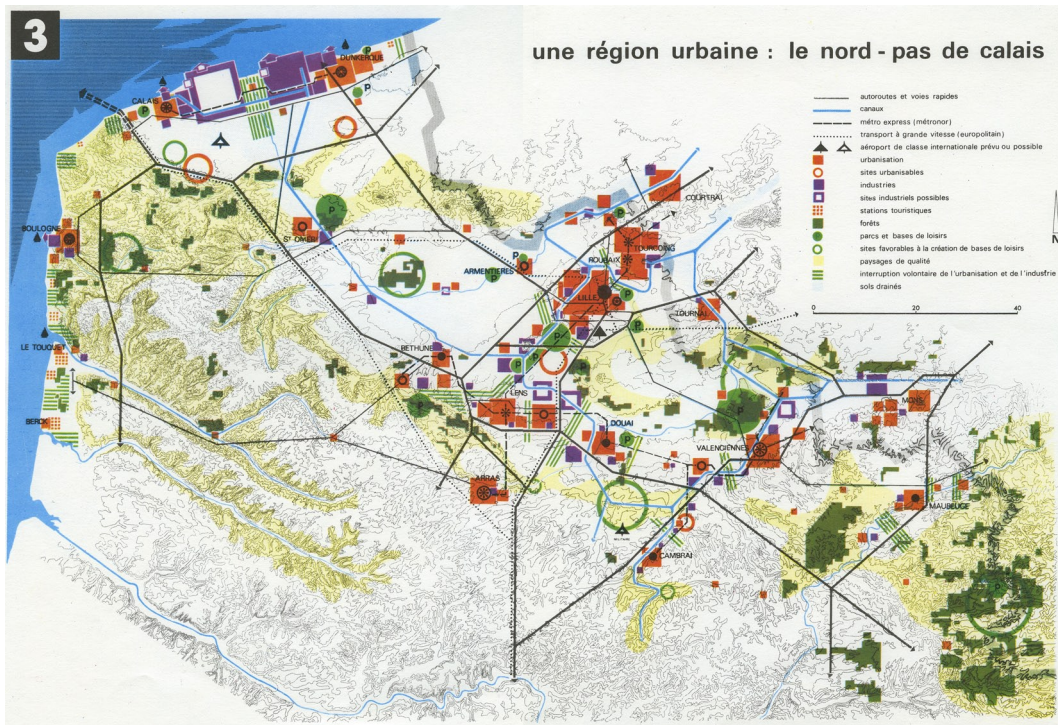 3
une région urbaine : le nord - pas de calais
autoroutes et voies rapides
canaux
métro express (métronor)
transport à grande vitesse (europolitain)
aéroport de classe internationale prévu ou possible
urbanisation
sites urbanisables
industries
sites industriels possibles
stations touristiques
forêts
parcs et bases de loisirs
sites favorables à la création de bases de loisirs
paysages de qualité
interruption volontaire de l'urbanisation et de l'industrie
sols drainés
0 20 40
N
DUNKERQUE
P
P
CALAIS
P
COURTRAI
P
P
BOULOGNE
ST OMER
TOURCOING
ROUBAIX
P
ARMENTIERES
P
LILLE
P
TOURNAI
P
P
LE TOUQUET
BETHUNE
P
P
LENS
MONS
P
P
BERCK
DOUAI
P
VALENCIENNES
ARRAS
MAUBEUGE
CAMBRAI
P